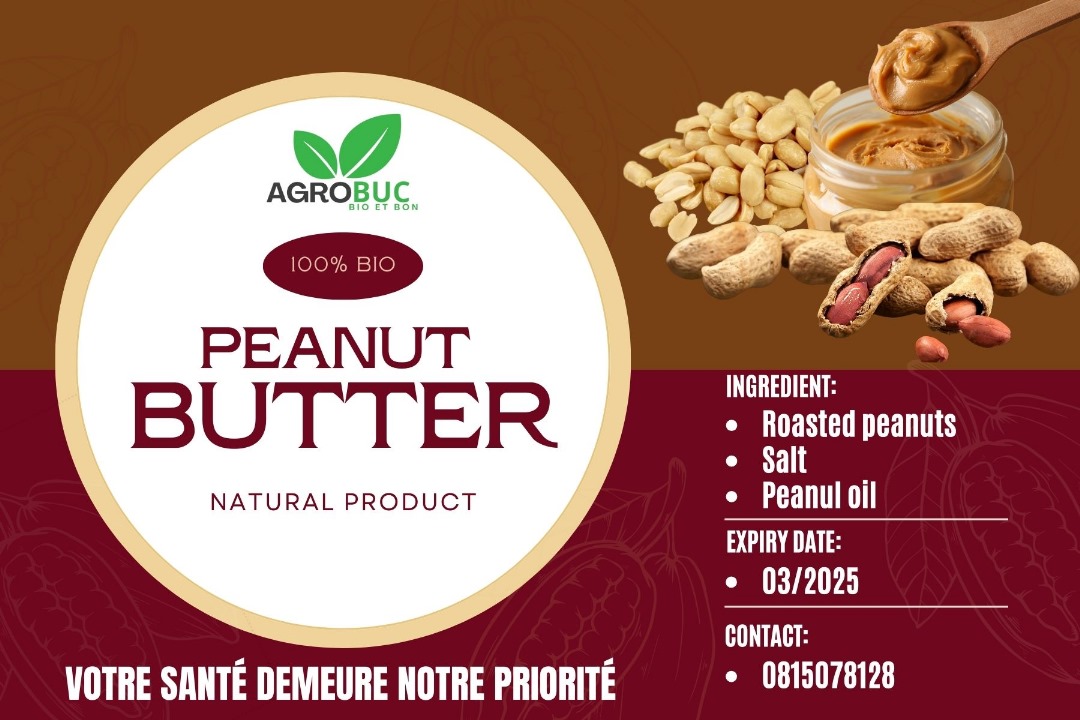 AGROBUC
BIO ET BON
100% BIO
PEANUT
BUTTER
NATURAL PRODUCT
VOTRE SANTÉ DEMEURE NOTRE PRIORITÉ
INGREDIENT:
• Roasted peanuts
• Salt
• Peanul oil
EXPIRY DATE:
• 03/2025
CONTACT:
• 0815078128